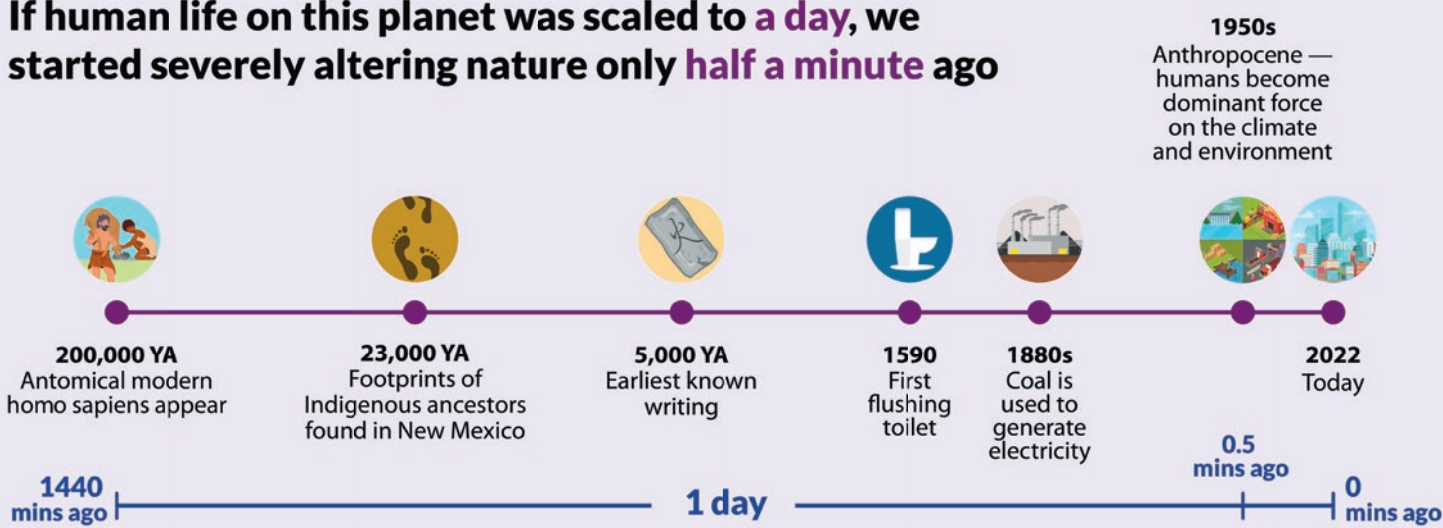 If human life on this planet was scaled to a day, we
started severely altering nature only half a minute ago
1950s
Anthropocene —
humans become
dominant force
on the climate
and environment
200,000 YA
Antomical modern
homo sapiens appear
23,000 YA
Footprints of
Indigenous ancestors
found in New Mexico
5,000 YA
Earliest known
writing
1590
First
flushing
toilet
1880s
Coal is
used to
generate
electricity
2022
Today
1440
mins ago
1 day
0.5
mins ago
0
mins ago